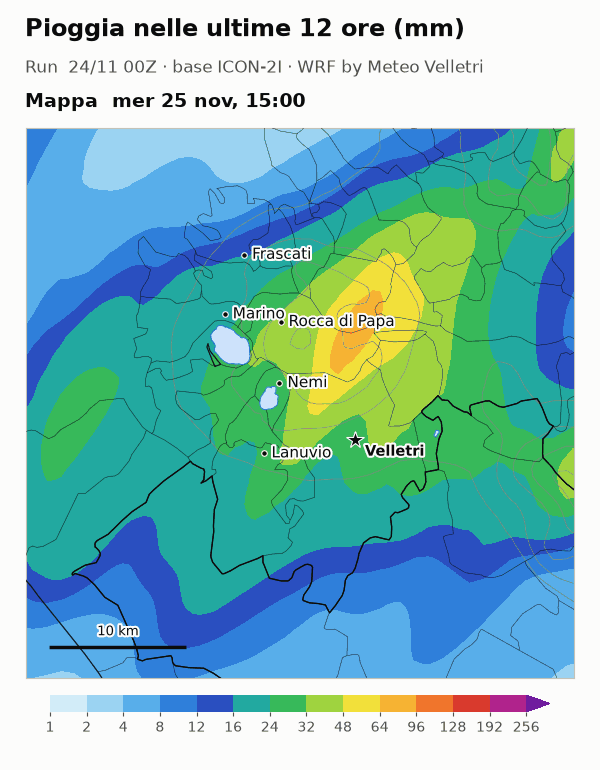 Pioggia nelle ultime 12 ore (mm)
Run 24/11 00Z · base ICON-2I · WRF by Meteo Velletri
Mappa mer 25 nov, 15:00
Frascati
Marino
Rocca di Papa
Nemi
Velletri
Lanuvio
10 km
1 2 4 8 12 16 24 32 48 64 96 128 192 256